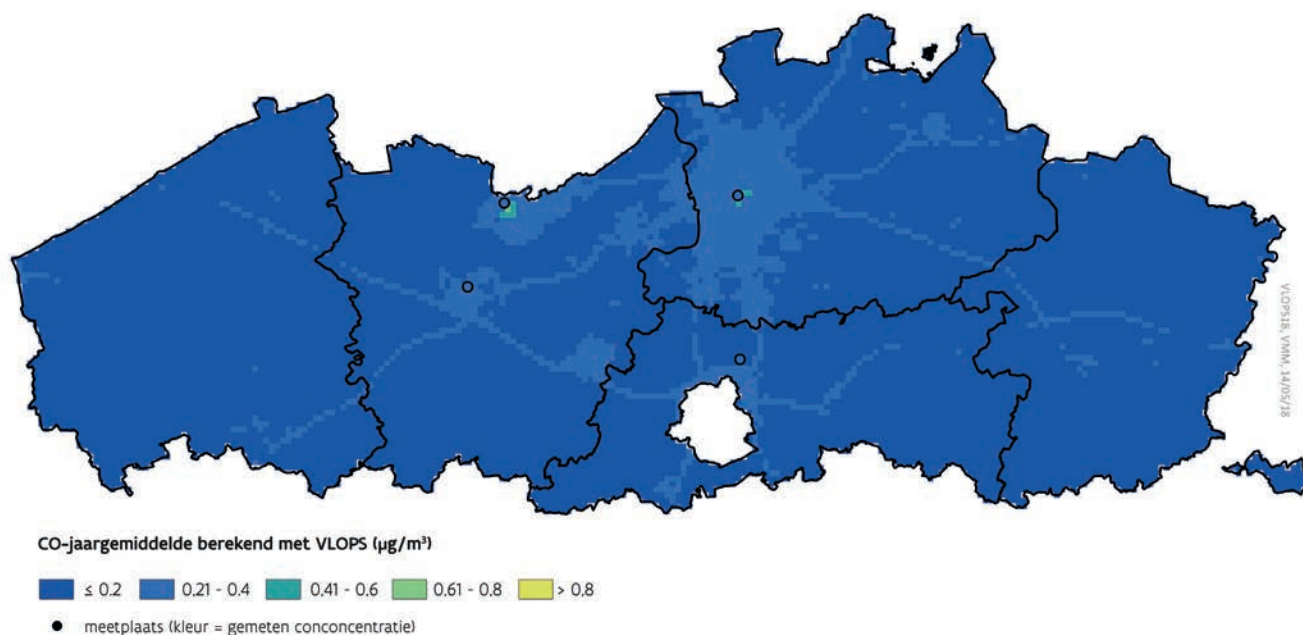 VLOPS18, VMM, 14/05/18
CO-jaargemiddelde berekend met VLOPS (µg/m³)
≤ 0.2 0.21 - 0.4 0.41 - 0.6 0.61 - 0.8 > 0.8
meetplaats (kleur = gemeten conconcentratie)